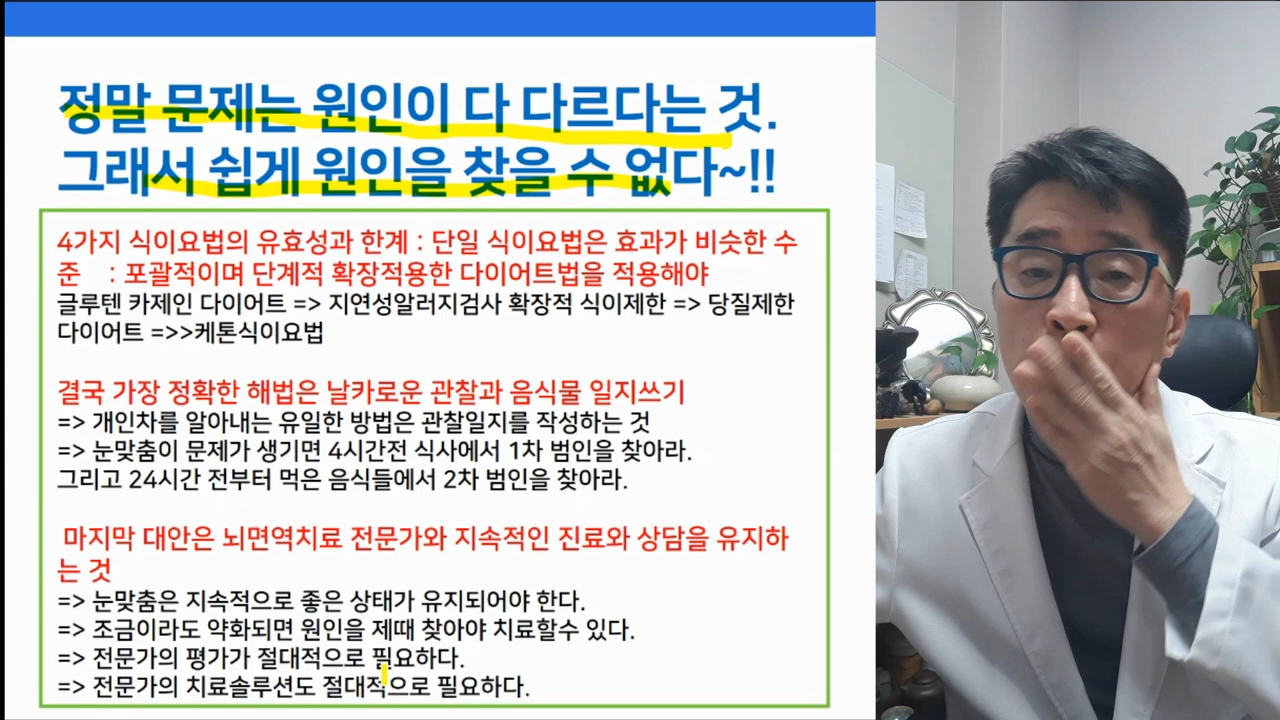 정말 문제는 원인이 다 다르다는 것.
그래서 쉽게 원인을 찾을 수 없다~!!
4가지 식이요법의 유효성과 한계 : 단일 식이요법은 효과가 비슷한 수
준 : 포괄적이며 단계적 확장적용한 다이어트법을 적용해야
글루텐 카제인 다이어트 => 지연성알러지검사 확장적 식이제한 => 당질제한
다이어트 =>>케톤식이요법
결국 가장 정확한 해법은 날카로운 관찰과 음식물 일지쓰기
=> 개인차를 알아내는 유일한 방법은 관찰일지를 작성하는 것
=> 눈맞춤이 문제가 생기면 4시간전 식사에서 1차 범인을 찾아라.
그리고 24시간 전부터 먹은 음식들에서 2차 범인을 찾아라.
마지막 대안은 뇌면역치료 전문가와 지속적인 진료와 상담을 유지하
는 것
=> 눈맞춤은 지속적으로 좋은 상태가 유지되어야 한다.
=> 조금이라도 약화되면 원인을 제때 찾아야 치료할수 있다.
=> 전문가의 평가가 절대적으로 필요하다.
=> 전문가의 치료솔루션도 절대적으로 필요하다.